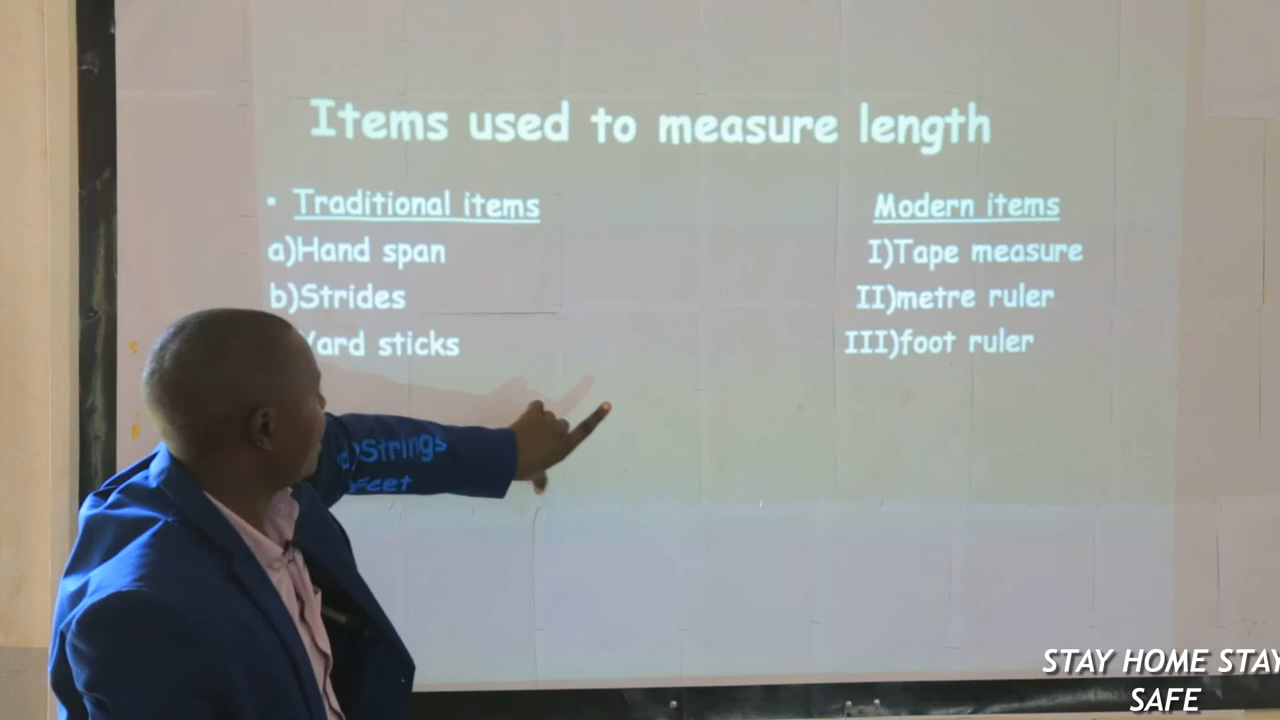 Items used to measure length
• Traditional items
a)Hand span
b)Strides
Yard sticks
d)Strings
Feet
Modern items
I)Tape measure
II)metre ruler
III)foot ruler
STAY HOME STAY
SAFE